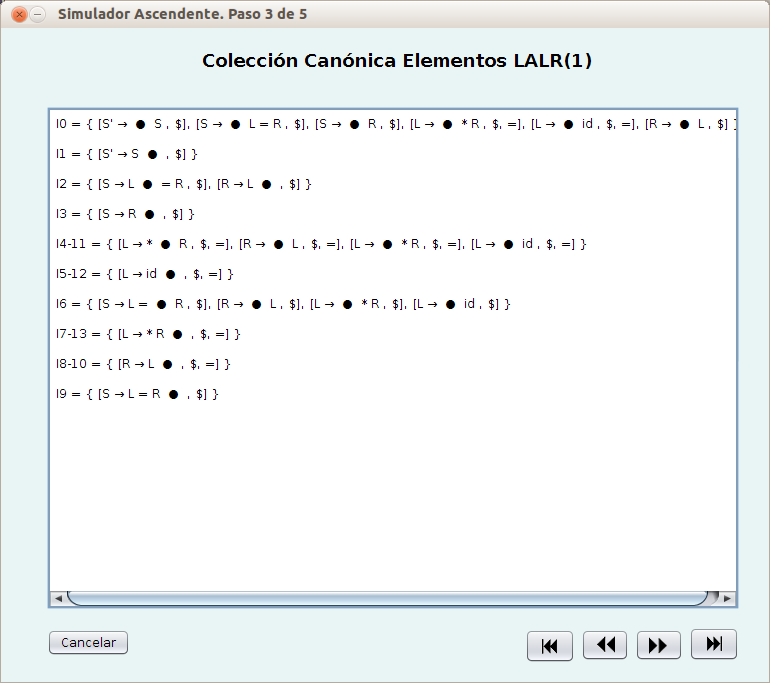 Simulador Ascendente. Paso 3 de 5
Colección Canónica Elementos LALR(1)
I0 = { [S' → ● S , $], [S → ● L = R , $], [S → ● R , $], [L → ● * R , $, =], [L → ● id , $, =], [R → ● L , $] }
I1 = { [S' → S ● , $] }
I2 = { [S → L ● = R , $], [R → L ● , $] }
I3 = { [S → R ● , $] }
I4-11 = { [L → * ● R , $, =], [R → ● L , $, =], [L → ● * R , $, =], [L → ● id , $, =] }
I5-12 = { [L → id ● , $, =] }
I6 = { [S → L = ● R , $], [R → ● L , $], [L → ● * R , $], [L → ● id , $] }
I7-13 = { [L → * R ● , $, =] }
I8-10 = { [R → L ● , $, =] }
I9 = { [S → L = R ● , $] }
Cancelar